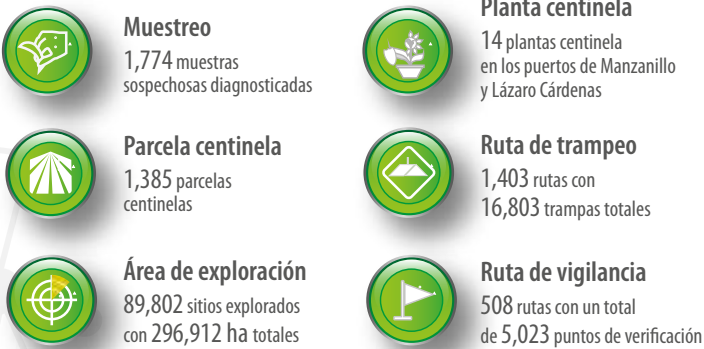 Muestreo
1,774 muestras
sospechosas diagnosticadas
Planta centinela
14 plantas centinela
en los puertos de Manzanillo
y Lázaro Cárdenas
Parcela centinela
1,385 parcelas
centinelas
Ruta de trampeo
1,403 rutas con
16,803 trampas totales
Área de exploración
89,802 sitios explorados
con 296,912 ha totales
Ruta de vigilancia
508 rutas con un total
de 5,023 puntos de verificación